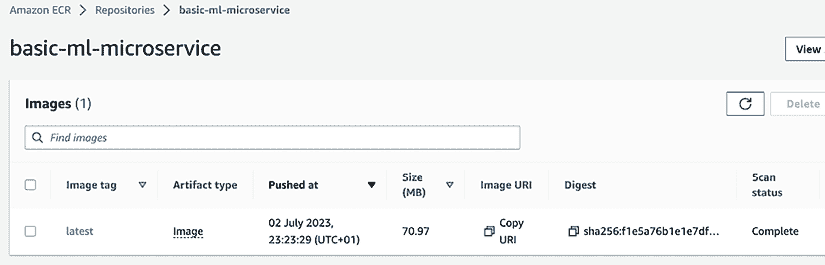 Amazon ECR > Repositories > basic-ml-microservice
basic-ml-microservice
View
Images (1)
Delete
Find images
Image tag Artifact type Pushed at Size (MB) Image URI Digest Scan status
latest Image 02 July 2023, 23:23:29 (UTC+01) 70.97 Copy URI sha256:f1e5a76b1e1e7df... Complete